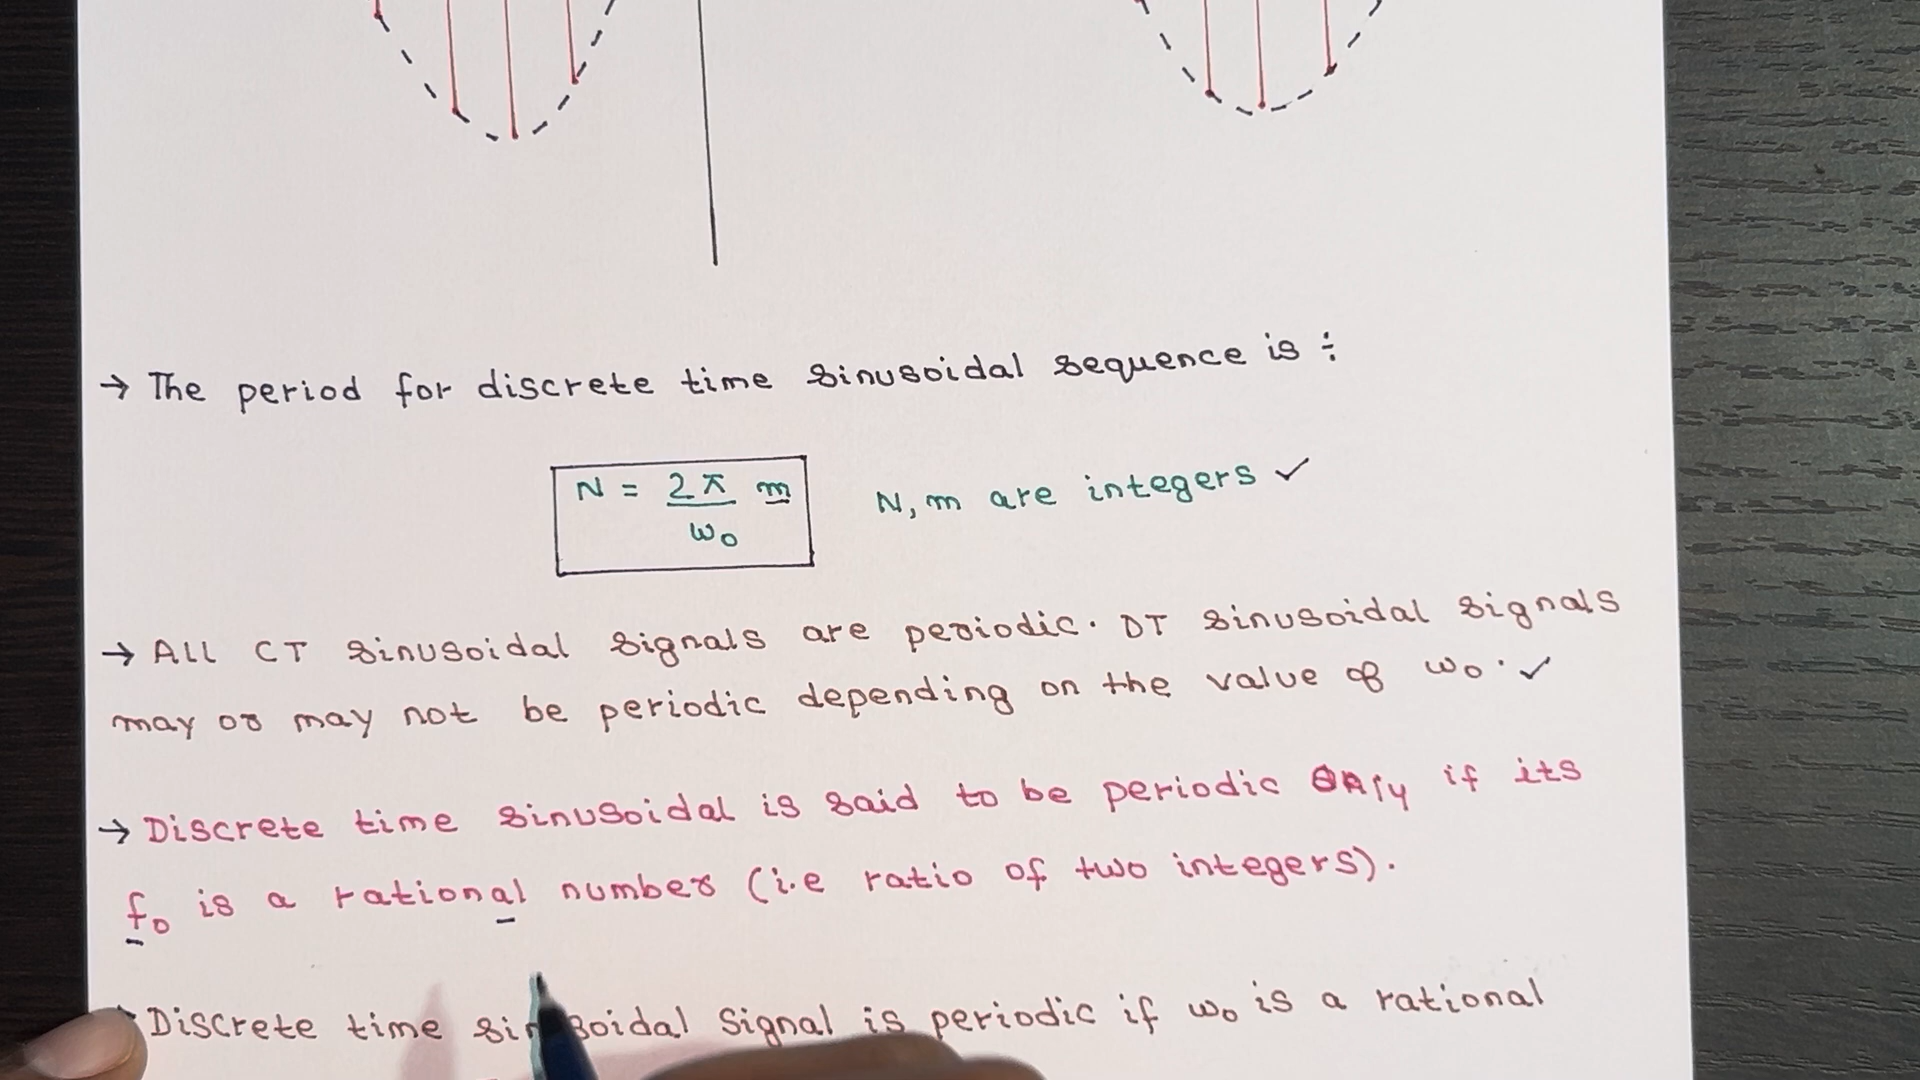 → The period for discrete time sinusoidal sequence is :
N = 2π/ω₀ m N, m are integers ✓
→ All CT sinusoidal signals are periodic. DT sinusoidal signals
may or may not be periodic depending on the value of ω₀. ✓
→ Discrete time sinusoidal is said to be periodic only if its
f₀ is a rational number (i.e ratio of two integers).
Discrete time sinusoidal signal is periodic if ω₀ is a rational